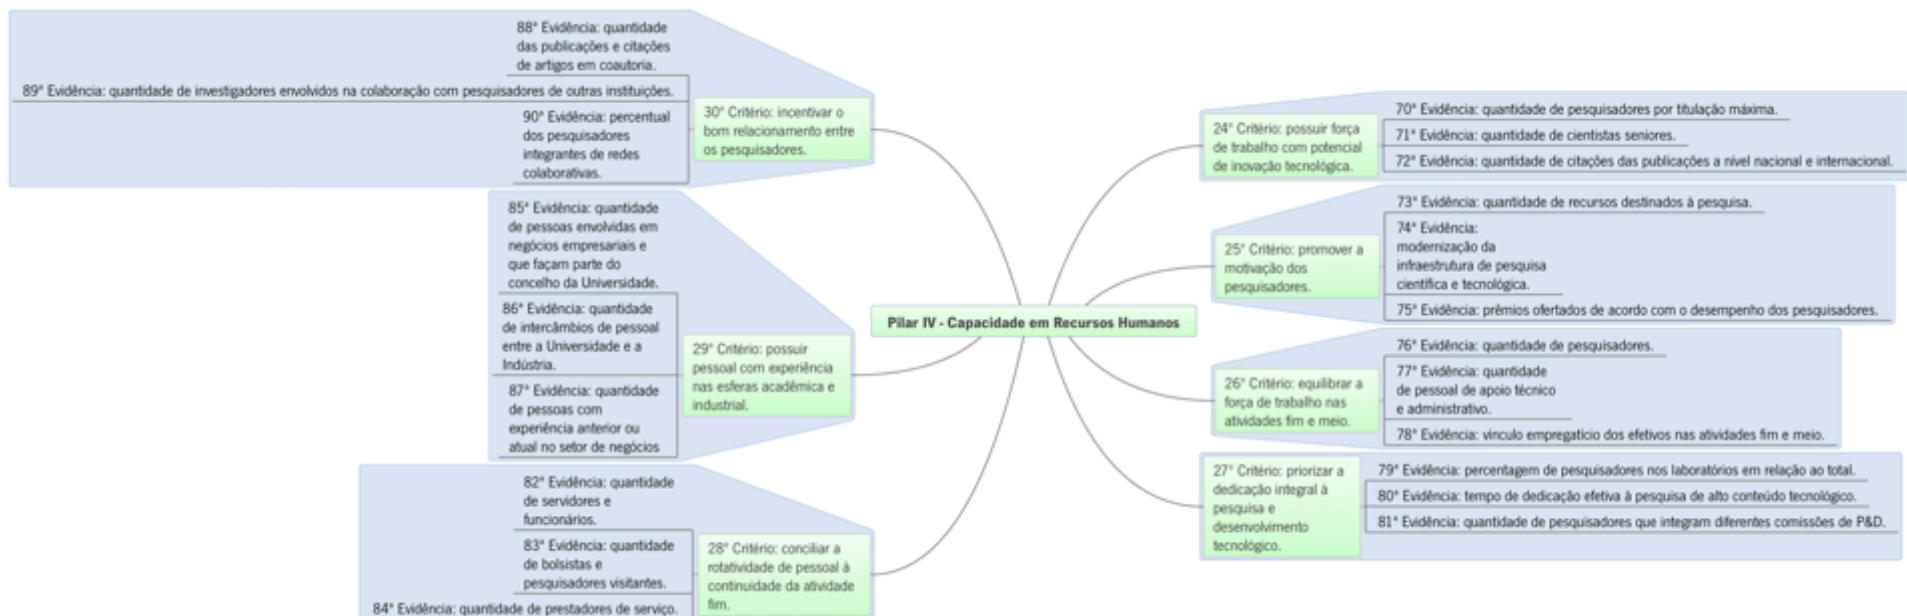 Pilar IV - Capacidade em Recursos Humanos
24° Critério: possuir força
de trabalho com potencial
de inovação tecnológica.
70ª Evidência: quantidade de pesquisadores por titulação máxima.
71ª Evidência: quantidade de cientistas seniores.
72ª Evidência: quantidade de citações das publicações a nível nacional e internacional.
25° Critério: promover a
motivação dos
pesquisadores.
73ª Evidência: quantidade de recursos destinados à pesquisa.
74ª Evidência:
modernização da
infraestrutura de pesquisa
científica e tecnológica.
75ª Evidência: prêmios ofertados de acordo com o desempenho dos pesquisadores.
26° Critério: equilibrar a
força de trabalho nas
atividades fim e meio.
76ª Evidência: quantidade de pesquisadores.
77ª Evidência: quantidade
de pessoal de apoio técnico
e administrativo.
78ª Evidência: vínculo empregatício dos efetivos nas atividades fim e meio.
27° Critério: priorizar a
dedicação integral à
pesquisa e
desenvolvimento
tecnológico.
79ª Evidência: percentagem de pesquisadores nos laboratórios em relação ao total.
80ª Evidência: tempo de dedicação efetiva à pesquisa de alto conteúdo tecnológico.
81ª Evidência: quantidade de pesquisadores que integram diferentes comissões de P&D.
28° Critério: conciliar a
rotatividade de pessoal à
continuidade da atividade
fim.
82ª Evidência: quantidade
de servidores e
funcionários.
83ª Evidência: quantidade
de bolsistas e
pesquisadores visitantes.
84ª Evidência: quantidade de prestadores de serviço.
29° Critério: possuir
pessoal com experiência
nas esferas acadêmica e
industrial.
85ª Evidência: quantidade
de pessoas envolvidas em
negócios empresariais e
que façam parte do
concelho da Universidade.
86ª Evidência: quantidade
de intercâmbios de pessoal
entre a Universidade e a
Indústria.
87ª Evidência: quantidade
de pessoas com
experiência anterior ou
atual no setor de negócios
30° Critério: incentivar o
bom relacionamento entre
os pesquisadores.
88ª Evidência: quantidade
das publicações e citações
de artigos em coautoria.
89ª Evidência: quantidade de investigadores envolvidos na colaboração com pesquisadores de outras instituições.
90ª Evidência: percentual
dos pesquisadores
integrantes de redes
colaborativas.